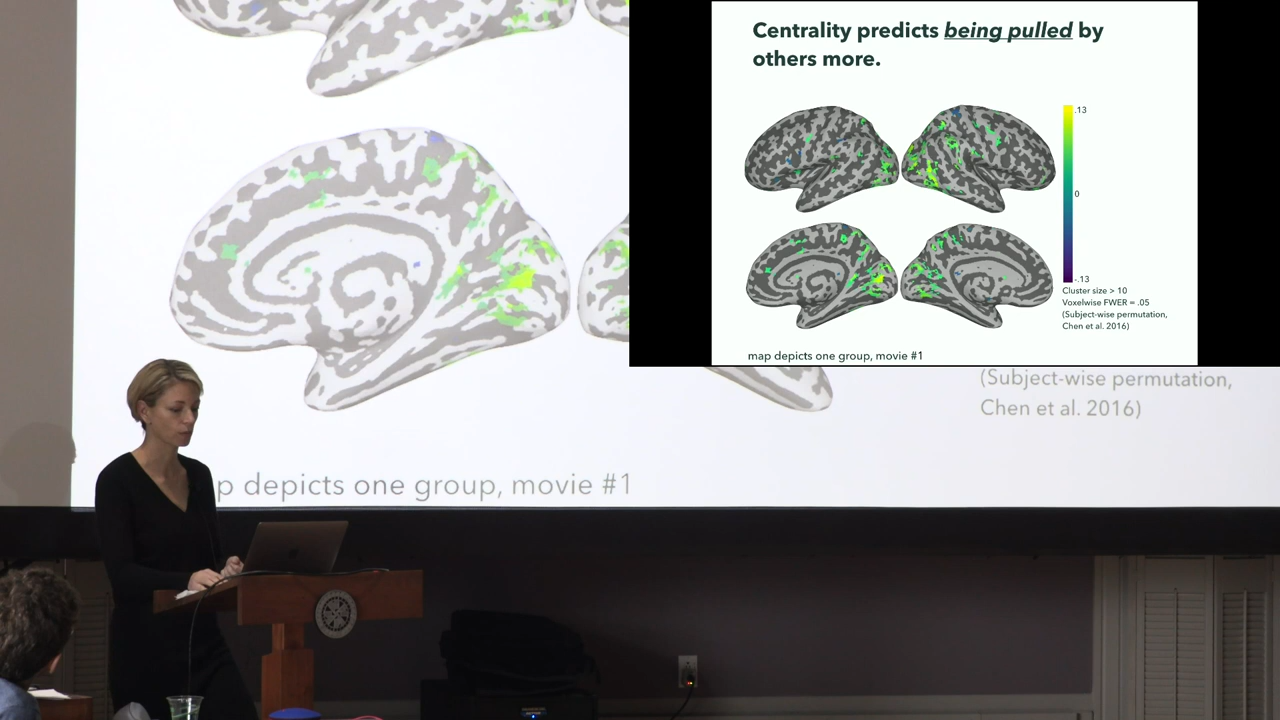 Centrality predicts being pulled by
others more.
.13
0
-.13
Cluster size > 10
Voxelwise FWER = .05
(Subject-wise permutation,
Chen et al. 2016)
map depicts one group, movie #1
(Subject-wise permutation,
Chen et al. 2016)
p depicts one group, movie #1